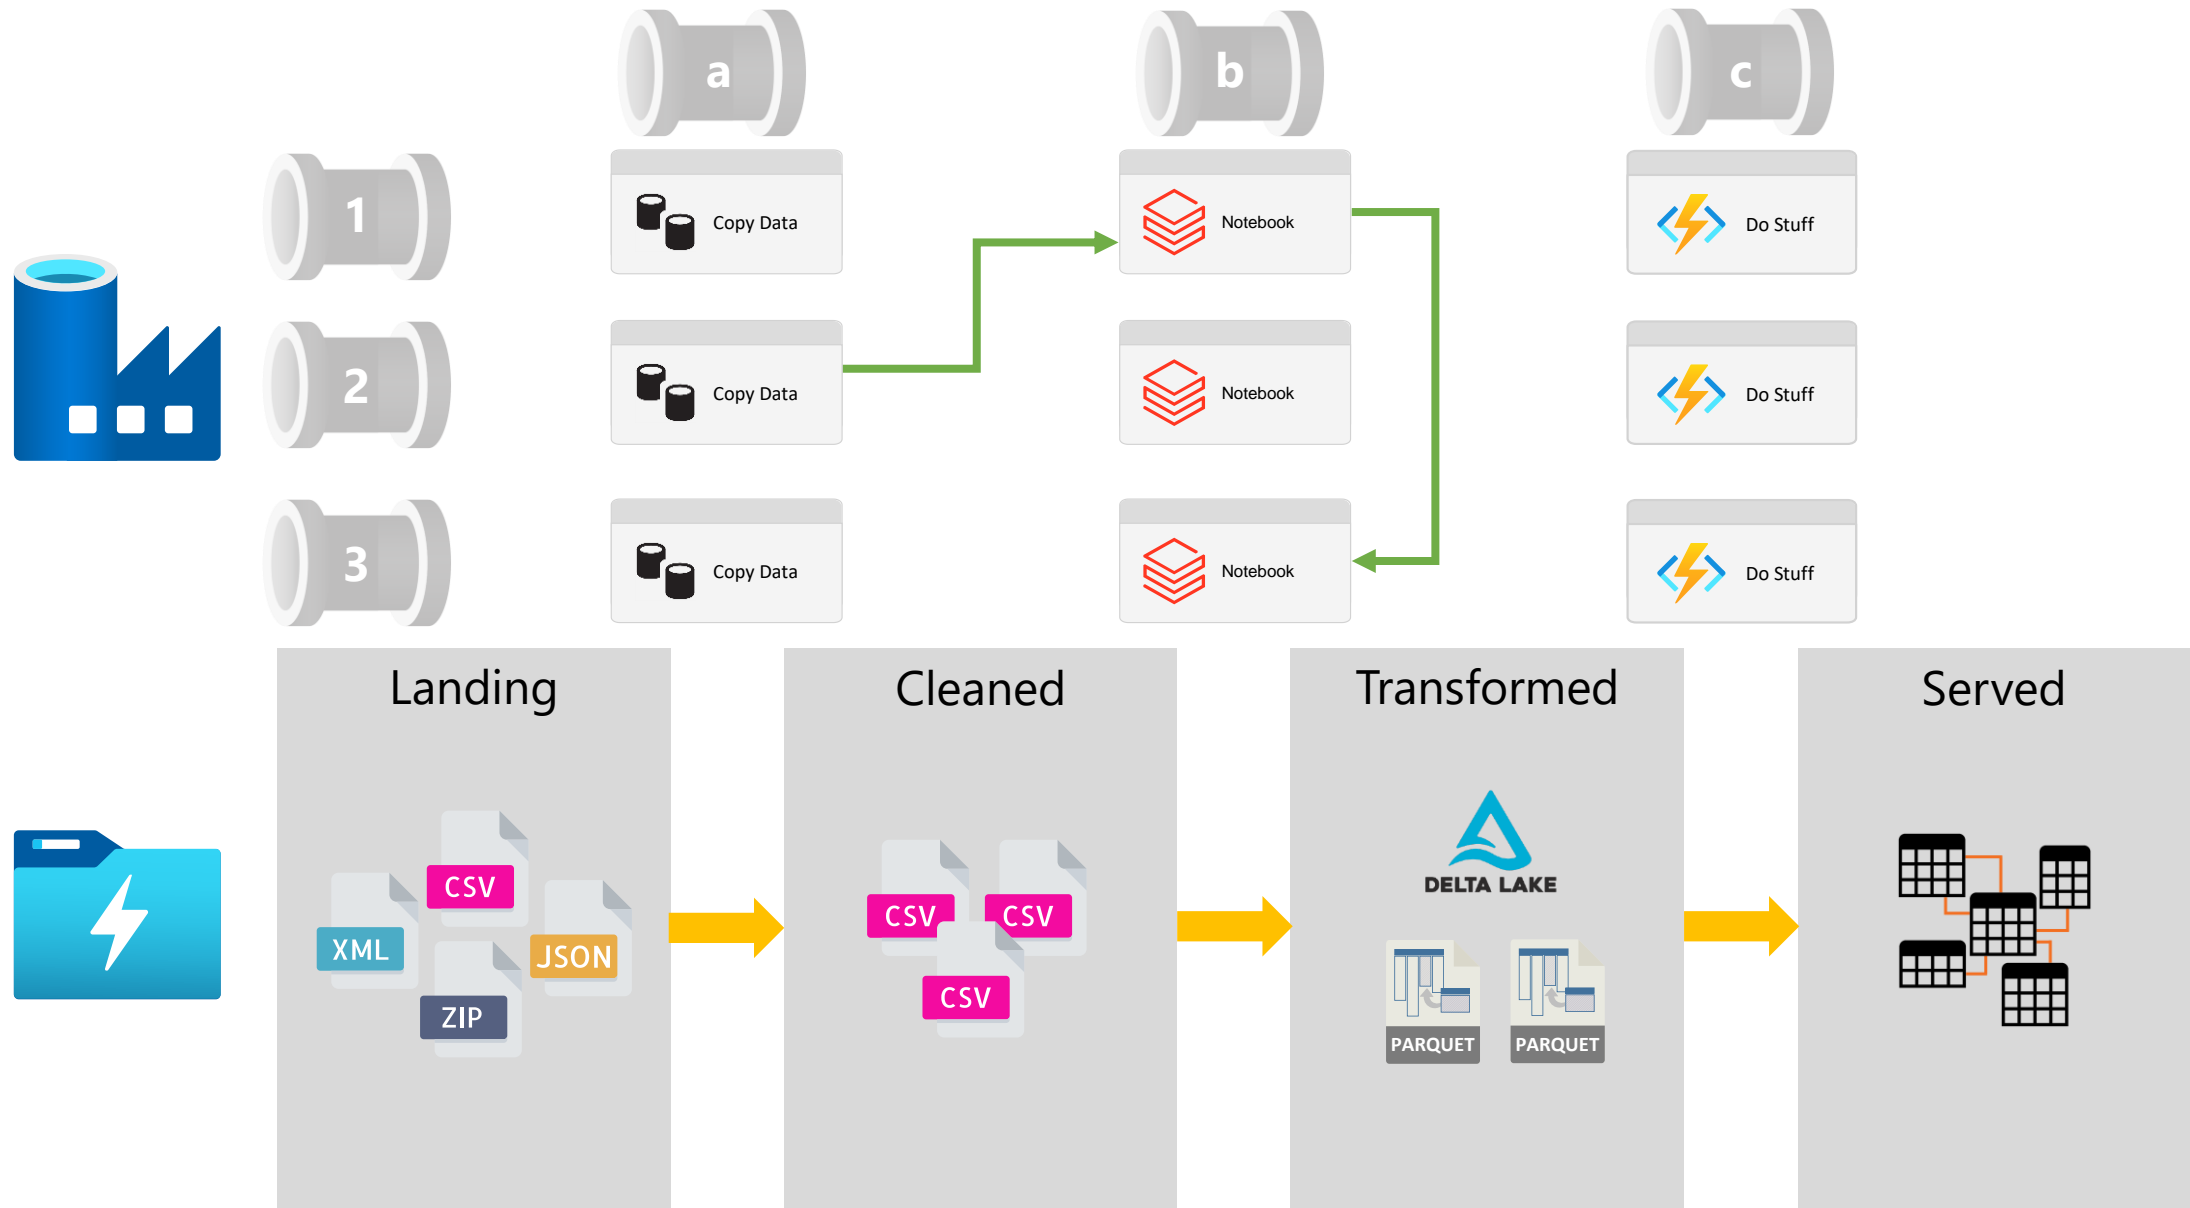 a
b
c
1
Copy Data
Notebook
Do Stuff
2
Copy Data
Notebook
Do Stuff
3
Copy Data
Notebook
Do Stuff
Landing
Cleaned
Transformed
Served
CSV
XML
JSON
ZIP
CSV
CSV
CSV
DELTA LAKE
PARQUET
PARQUET